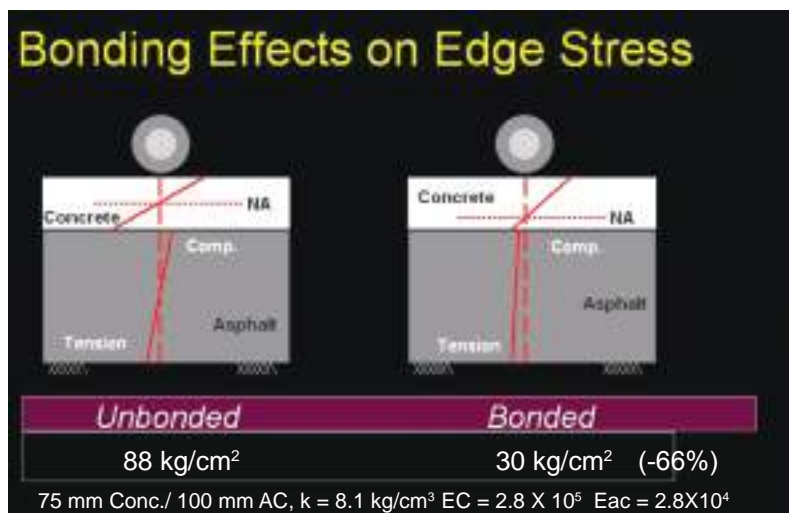 Bonding Effects on Edge Stress
Concrete
NA
Comp.
Asphalt
Tension
Concrete
NA
Comp.
Asphalt
Tension
Unbonded Bonded
88 kg/cm² 30 kg/cm² (-66%)
75 mm Conc./ 100 mm AC, k = 8.1 kg/cm³ EC = 2.8 X 10⁵ Eac = 2.8X10⁴